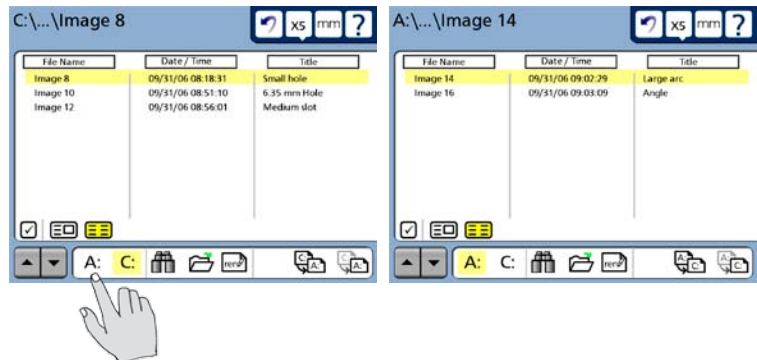 C:\...\Image 8
x5 mm ?
File Name Date / Time Title
Image 8 09/31/06 08:18:31 Small hole
Image 10 09/31/06 08:51:10 6.35 mm Hole
Image 12 09/31/06 08:56:01 Medium slot
A: C: ren
C: A: C: A:
A:\...\Image 14
x5 mm ?
File Name Date / Time Title
Image 14 09/31/06 09:02:29 Large arc
Image 16 09/31/06 09:03:09 Angle
A: C: ren
A: C: A: C: